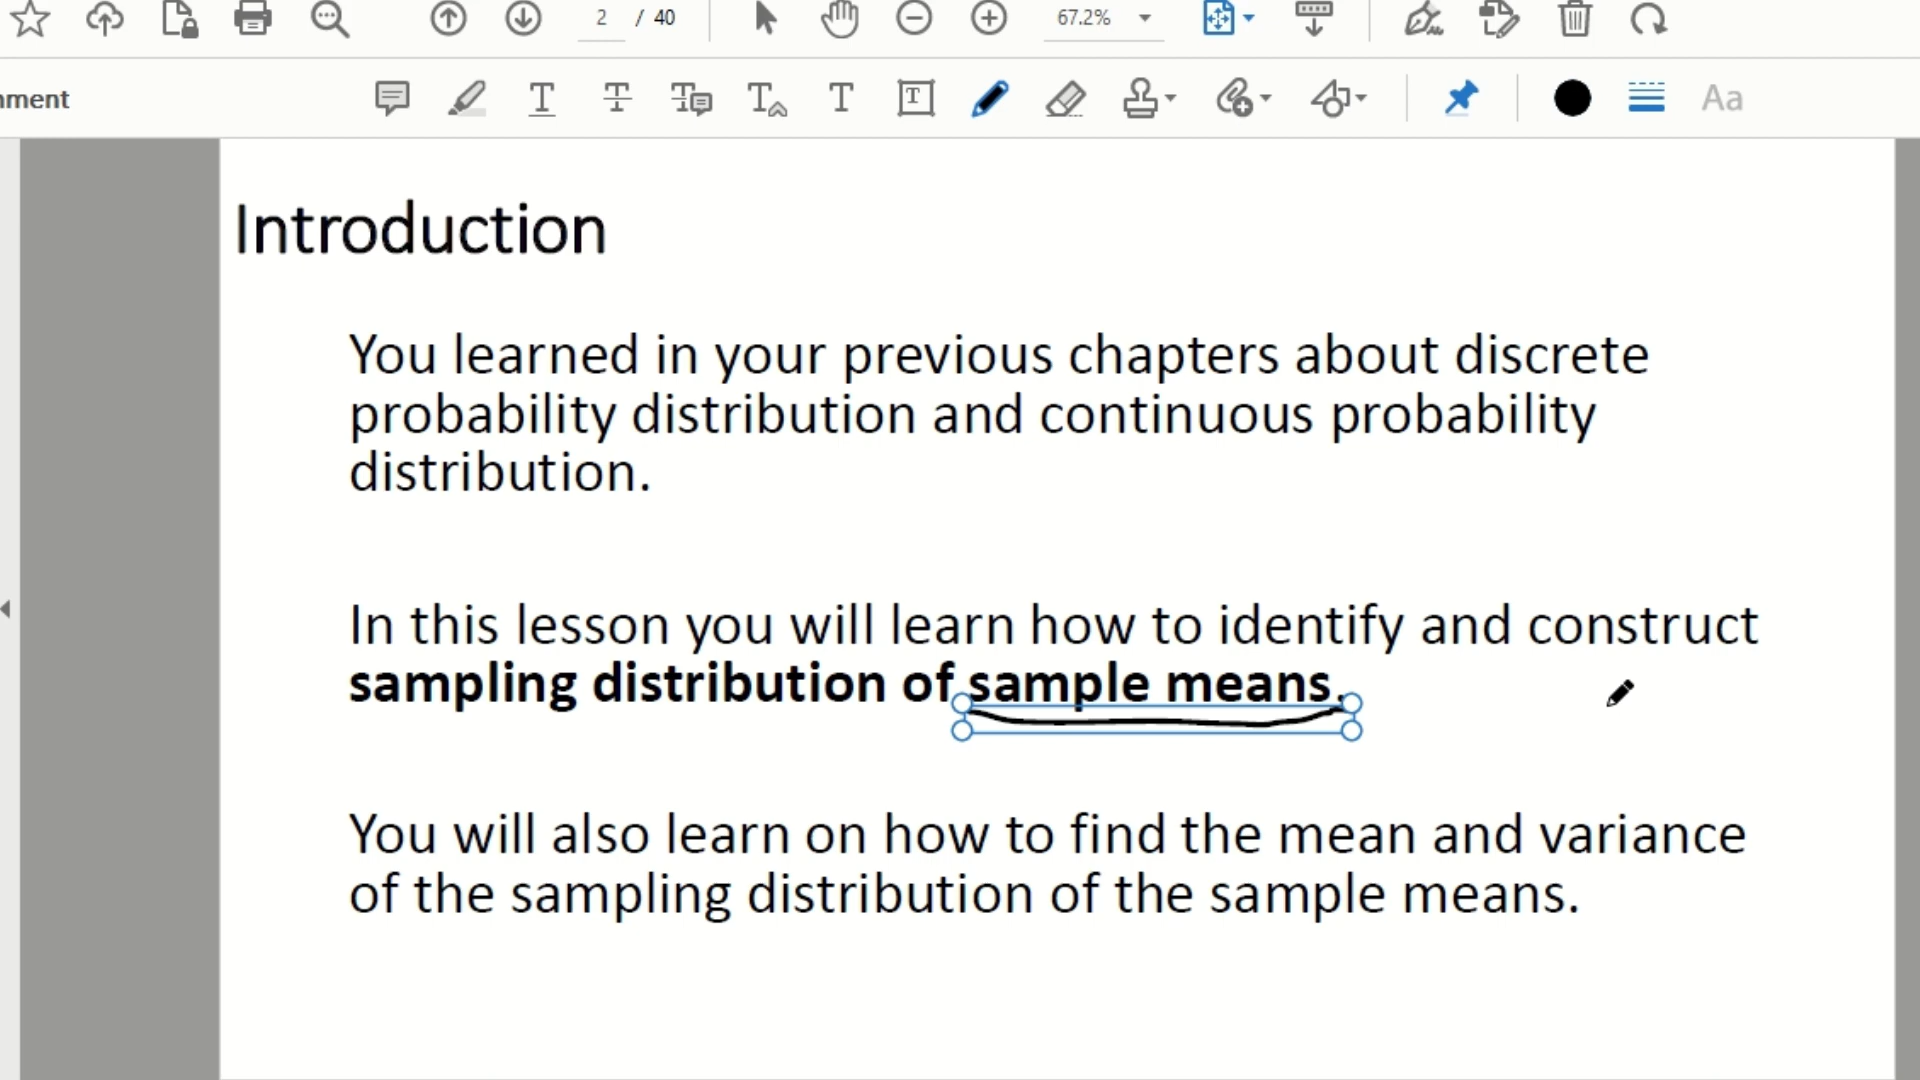 2 / 40
67.2%
nment
Aa
Introduction
You learned in your previous chapters about discrete
probability distribution and continuous probability
distribution.
In this lesson you will learn how to identify and construct
sampling distribution of sample means.
You will also learn on how to find the mean and variance
of the sampling distribution of the sample means.